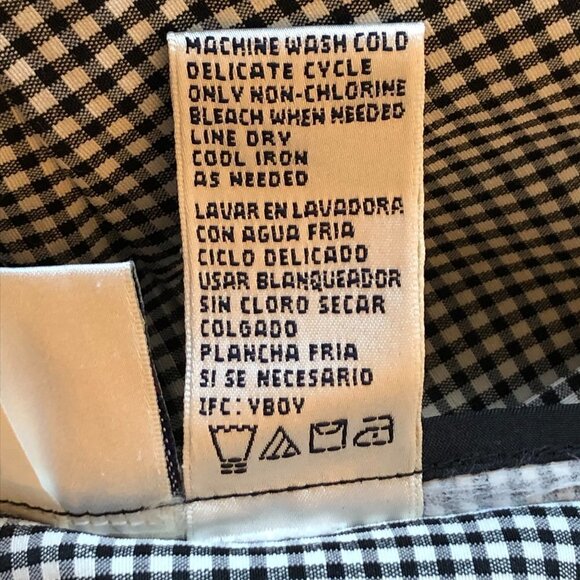 MACHINE WASH COLD
DELICATE CYCLE
ONLY NON-CHLORINE
BLEACH WHEN NEEDED
LINE DRY
COOL IRON
AS NEEDED
LAVAR EN LAVADORA
CON AGUA FRIA
CICLO DELICADO
USAR BLANQUEADOR
SIN CLORO SECAR
COLGADO
PLANCHA FRIA
SI SE NECESARIO
IFC: VBOV